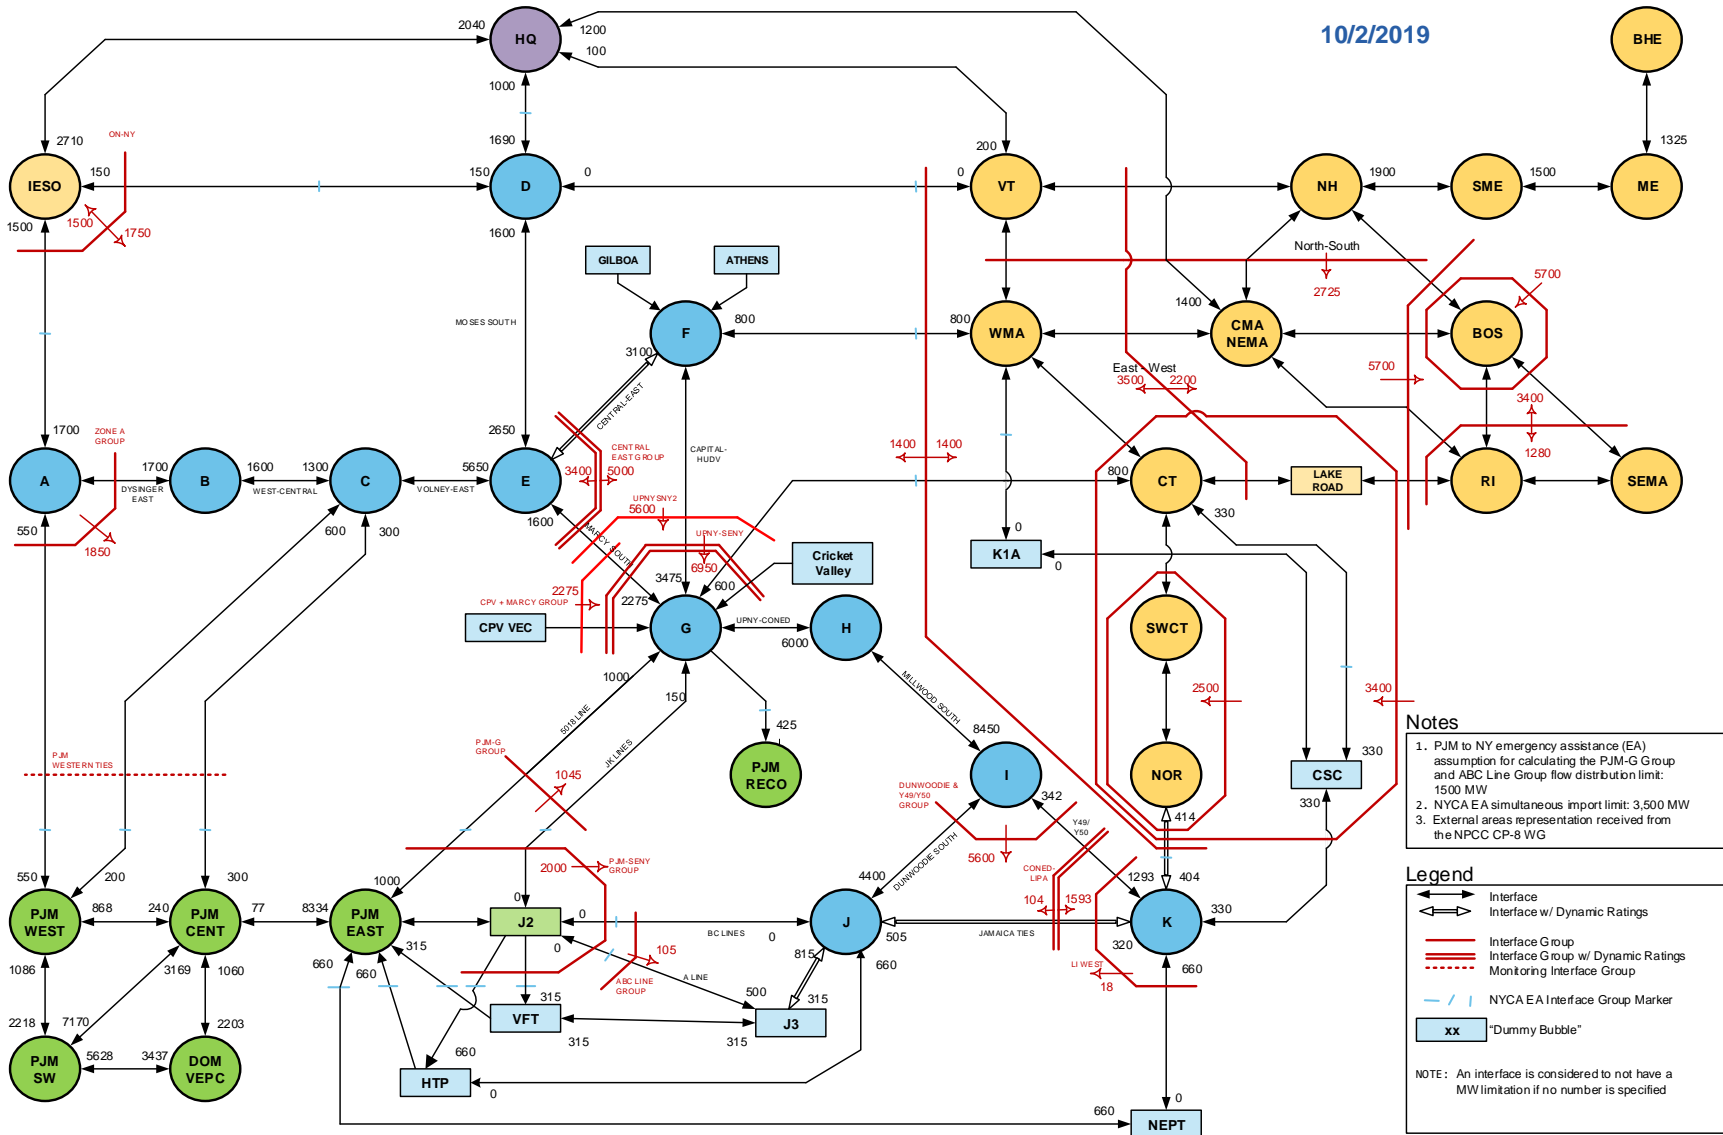 10/2/2019
2040
HQ
1200
100
1000
BHE
1325
2710
ON-NY
1690
200
IESO
150
150
D
0
0
VT
NH
1900
SME
1500
ME
1500
1500
1750
1600
GILBOA
ATHENS
North-South
2725
5700
MOSES SOUTH
F
800
3100
800
WMA
1400
CMA
NEMA
BOS
CENTRAL-EAST
East - West
3500
2200
5700
3400
1280
1700
ZONE A
GROUP
2650
CENTRAL
EAST GROUP
3400
5000
CAPITAL-
HUDV
1400
1400
A
1700
DYSINGER
EAST
B
1600
WEST-CENTRAL
1300
C
5650
VOLNEY-EAST
E
800
CT
330
LAKE
ROAD
RI
SEMA
550
1850
600
300
1600
UPNYSNY2
5600
MARCY SOUTH
UPNY-SENY
6950
0
K1A
0
Cricket
Valley
3475
600
2275
2275
CPV + MARCY GROUP
CPV VEC
G
UPNY-CONED
6000
H
SWCT
1000
150
MILLWOOD SOUTH
2500
3400
5018 LINE
JK LINES
425
PJM
RECO
8450
I
342
NOR
330
CSC
330
PJM
WESTERN TIES
PJM-G
GROUP
1045
DUNWOODIE &
Y49/Y50
GROUP
5600
DUNWOODIE SOUTH
Y49/
Y50
414
404
CONED-
LIPA
104
1593
1293
Notes
1. PJM to NY emergency assistance (EA)
assumption for calculating the PJM-G Group
and ABC Line Group flow distribution limit:
1500 MW
2. NYCA EA simultaneous import limit: 3,500 MW
3. External areas representation received from
the NPCC CP-8 WG
550
200
300
1000
2000
PJM-SENY
GROUP
4400
PJM
WEST
868
240
PJM
CENT
77
8334
PJM
EAST
0
J2
0
0
BC LINES
0
J
505
JAMAICA TIES
320
K
330
1086
3169
1060
315
660
660
105
A LINE
ABC LINE
GROUP
815
660
LI WEST
18
660
2218
7170
2203
315
VFT
315
500
J3
315
315
PJM
SW
5628
3437
DOM
VEPC
660
HTP
0
660
0
NEPT
Legend
Interface
Interface w/ Dynamic Ratings
Interface Group
Interface Group w/ Dynamic Ratings
Monitoring Interface Group
NYCA EA Interface Group Marker
xx
“Dummy Bubble”
NOTE: An interface is considered to not have a
MW limitation if no number is specified